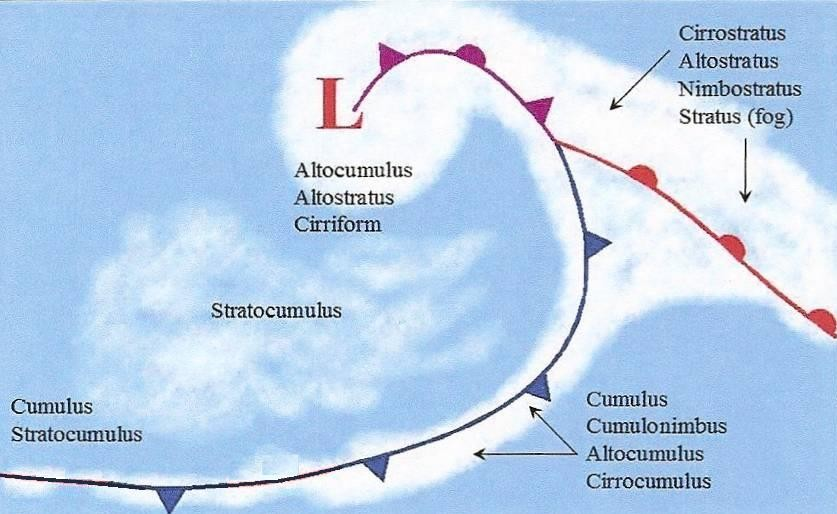 Cirrostratus
Altostratus
Nimbostratus
Stratus (fog)
L
Altocumulus
Altostratus
Cirriform
Stratocumulus
Cumulus
Stratocumulus
Cumulus
Cumulonimbus
Altocumulus
Cirrocumulus